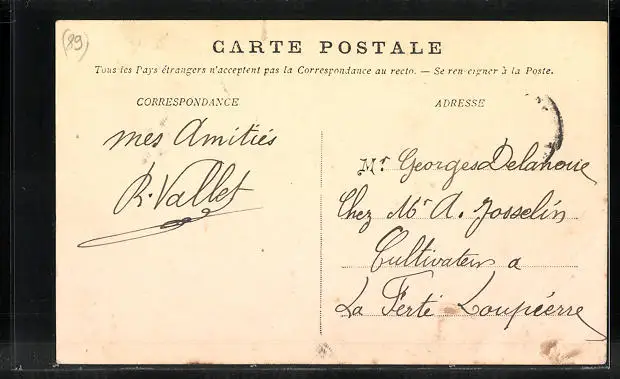 (89)
CARTE POSTALE
Tous les Pays étrangers n'acceptent pas la Correspondance au recto. — Se renseigner à la Poste.
CORRESPONDANCE
mes Amitiés
R. Vallet
ADRESSE
Mr. Georges Delahoue
Chez Mr A. Josselin
Cultivateur a
La Ferté Loupière